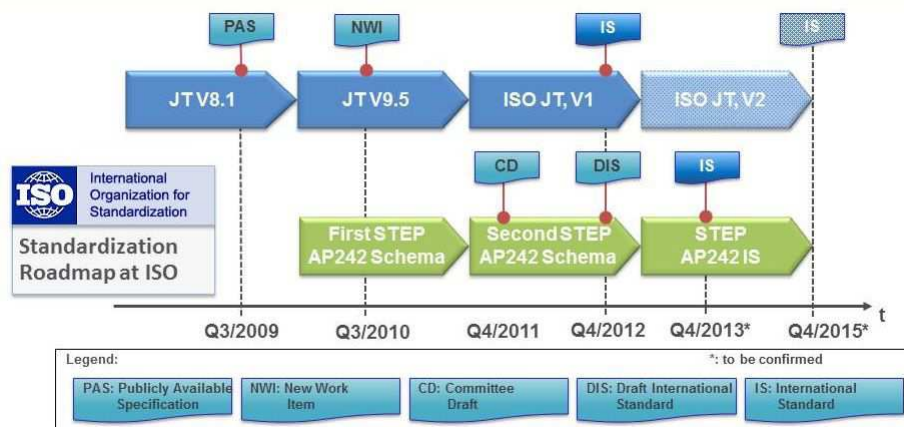 PAS
NWI
IS
IS
JT V8.1
JT V9.5
ISO JT, V1
ISO JT, V2
CD
DIS
IS
ISO
International
Organization for
Standardization
Standardization
Roadmap at ISO
First STEP
AP242 Schema
Second STEP
AP242 Schema
STEP
AP242 IS
t
Q3/2009
Q3/2010
Q4/2011
Q4/2012
Q4/2013*
Q4/2015*
Legend:
*: to be confirmed
PAS: Publicly Available
Specification
NWI: New Work
Item
CD: Committee
Draft
DIS: Draft International
Standard
IS: International
Standard